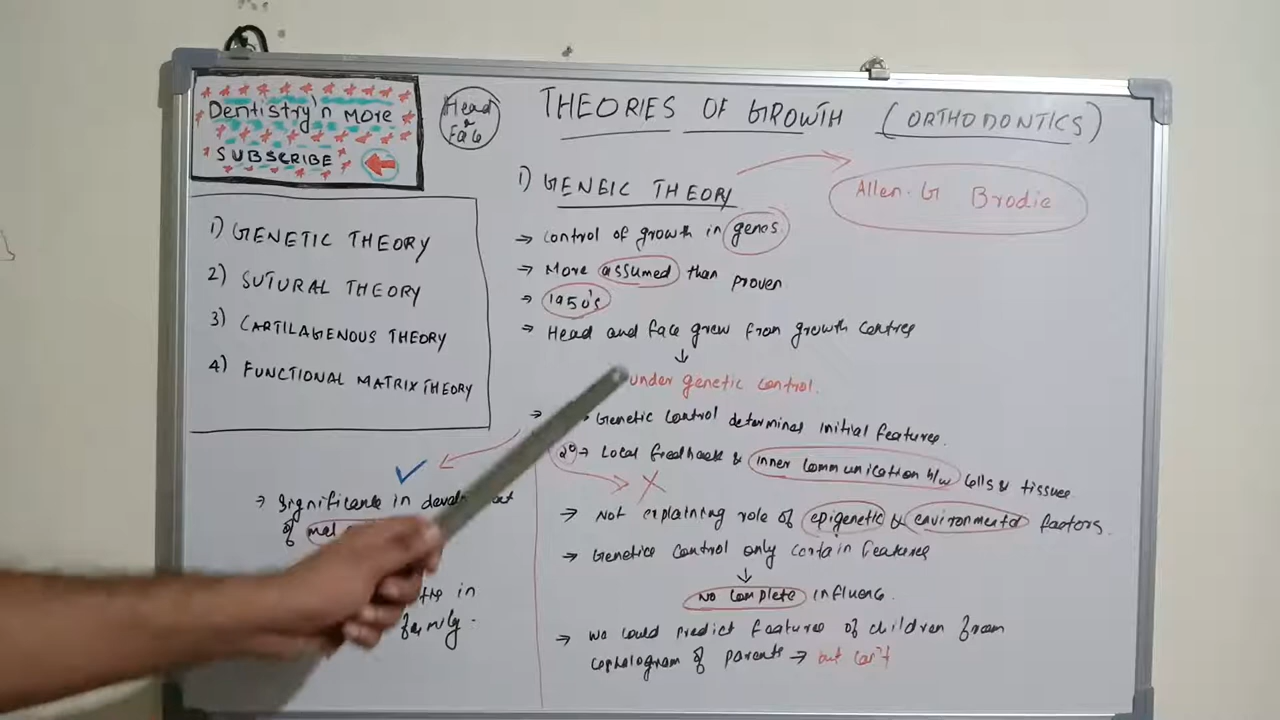 Dentistry'n More
SUBSCRIBE
Head
&
Face
THEORIES OF GROWTH (ORTHODONTICS)
1) GENETIC THEORY
2) SUTURAL THEORY
3) CARTILAGENOUS THEORY
4) FUNCTIONAL MATRIX THEORY
1) GENEIC THEORY
Allen. G Brodie
→ Control of growth in genes.
→ More assumed than proven
→ 1950's
→ Head and face grew from growth centres
↓
under genetic control.
→ Genetic control determines initial features.
2° → Local feedback & inner communication b/w cells & tissues
→ Not explaining role of epigenetic & environmental factors.
→ Genetics control only certain features
↓
No complete influence.
→ We could predict features of children from
cephalogram of parents → but can't
→ Significance in
of mal
in
family.